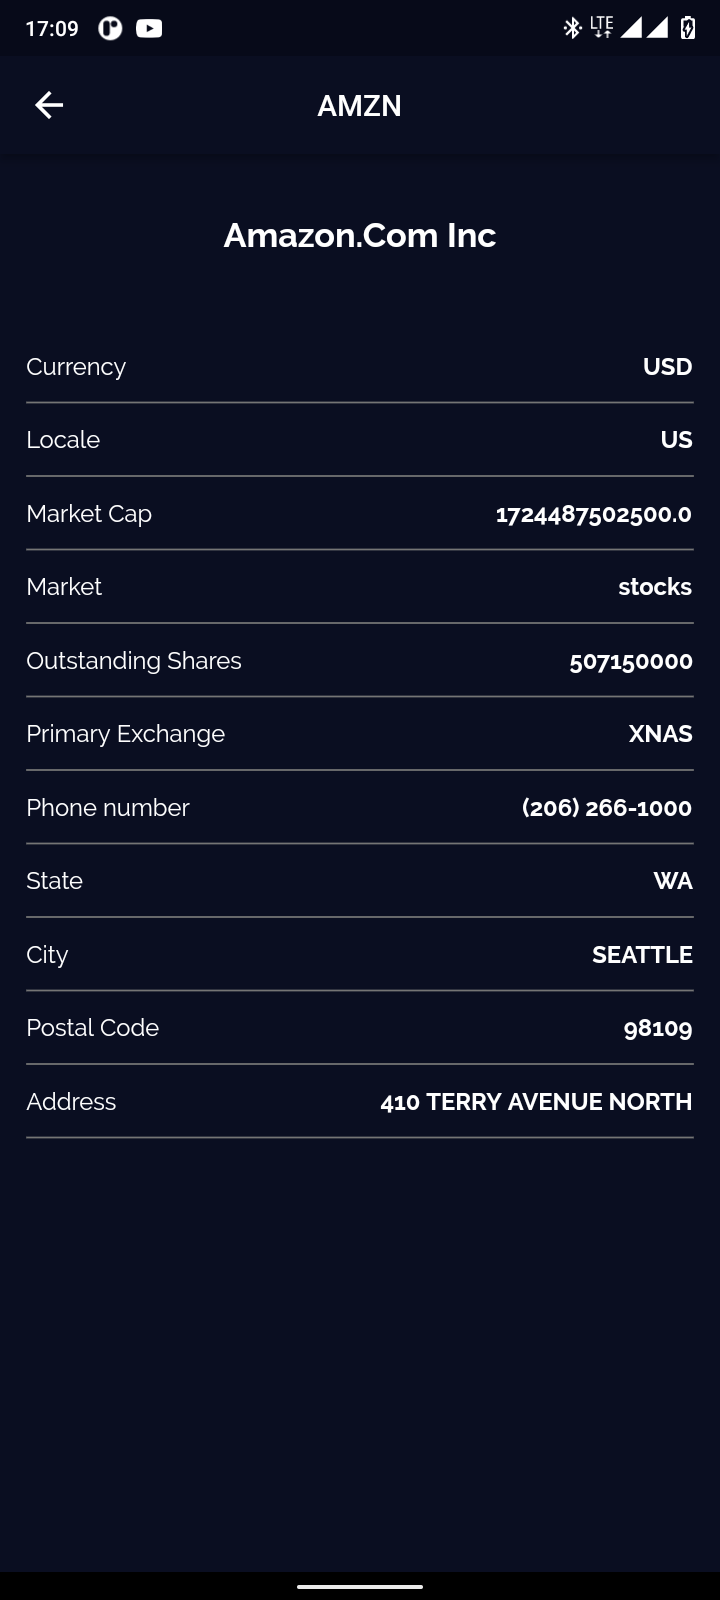 17:09 LTE
AMZN
Amazon.Com Inc
Currency USD
Locale US
Market Cap 1724487502500.0
Market stocks
Outstanding Shares 507150000
Primary Exchange XNAS
Phone number (206) 266-1000
State WA
City SEATTLE
Postal Code 98109
Address 410 TERRY AVENUE NORTH